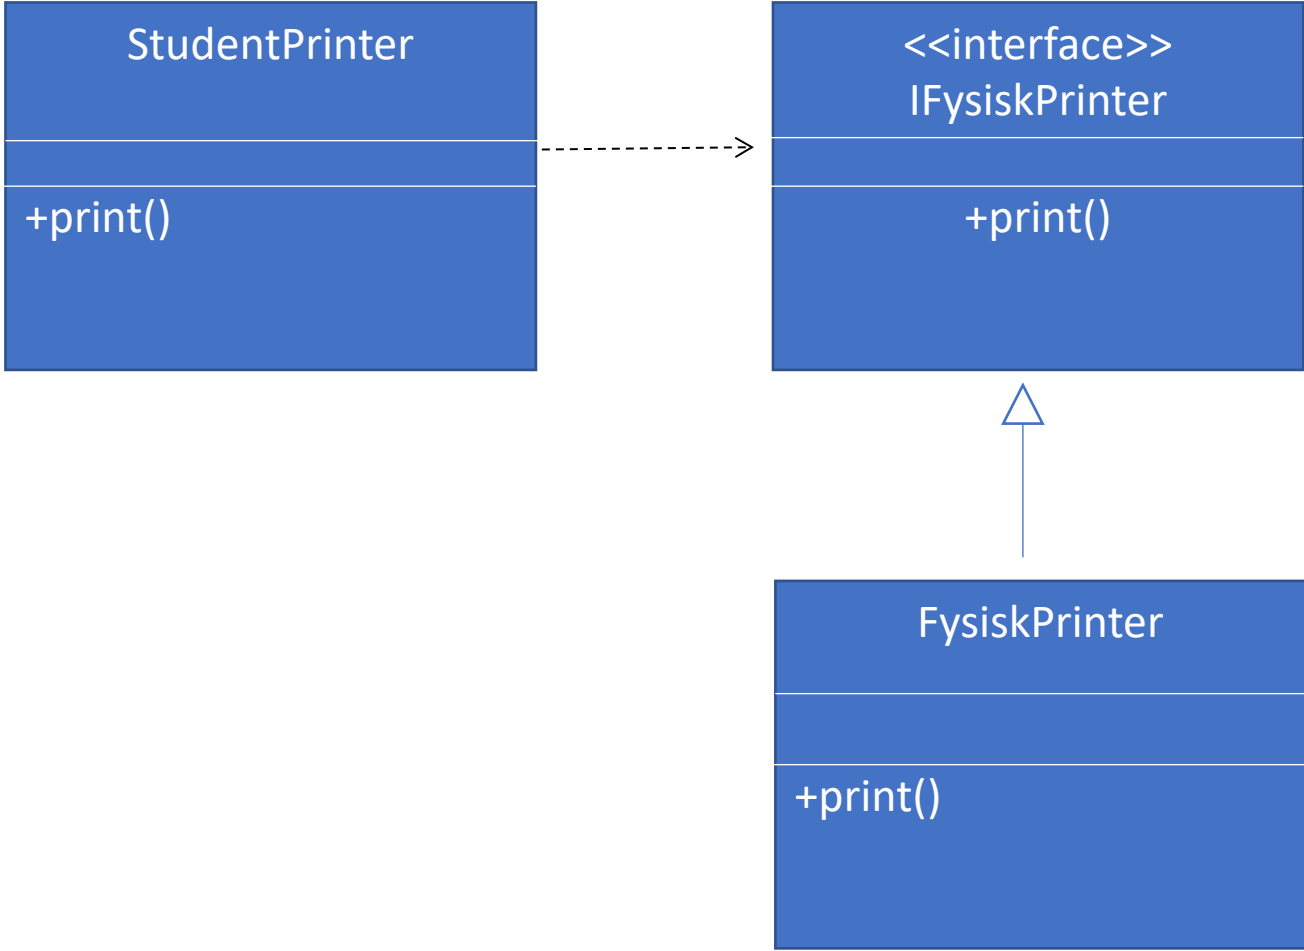 StudentPrinter
+print()
<<interface>>
IFysiskPrinter
+print()
FysiskPrinter
+print()